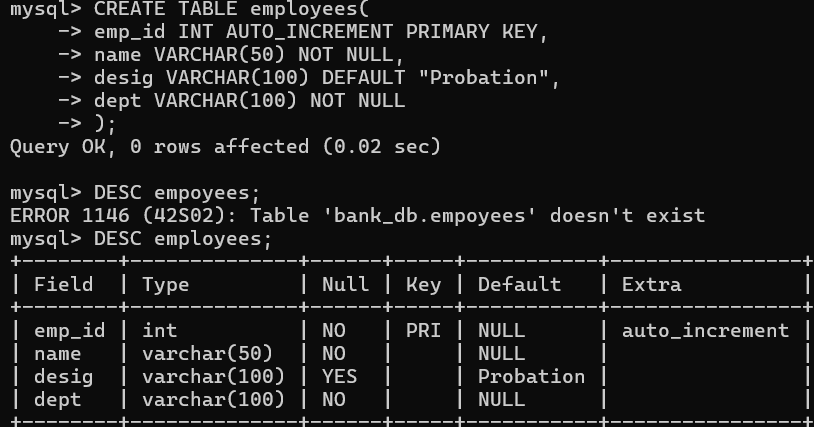 mysql> CREATE TABLE employees(
    -> emp_id INT AUTO_INCREMENT PRIMARY KEY,
    -> name VARCHAR(50) NOT NULL,
    -> desig VARCHAR(100) DEFAULT "Probation",
    -> dept VARCHAR(100) NOT NULL
    -> );
Query OK, 0 rows affected (0.02 sec)

mysql> DESC empoyees;
ERROR 1146 (42S02): Table 'bank_db.empoyees' doesn't exist
mysql> DESC employees;
+--------+--------------+------+-----+-----------+----------------+
| Field  | Type         | Null | Key | Default   | Extra          |
+--------+--------------+------+-----+-----------+----------------+
| emp_id | int          | NO   | PRI | NULL      | auto_increment |
| name   | varchar(50)  | NO   |     | NULL      |                |
| desig  | varchar(100) | YES  |     | Probation |                |
| dept   | varchar(100) | NO   |     | NULL      |                |
+--------+--------------+------+-----+-----------+----------------+